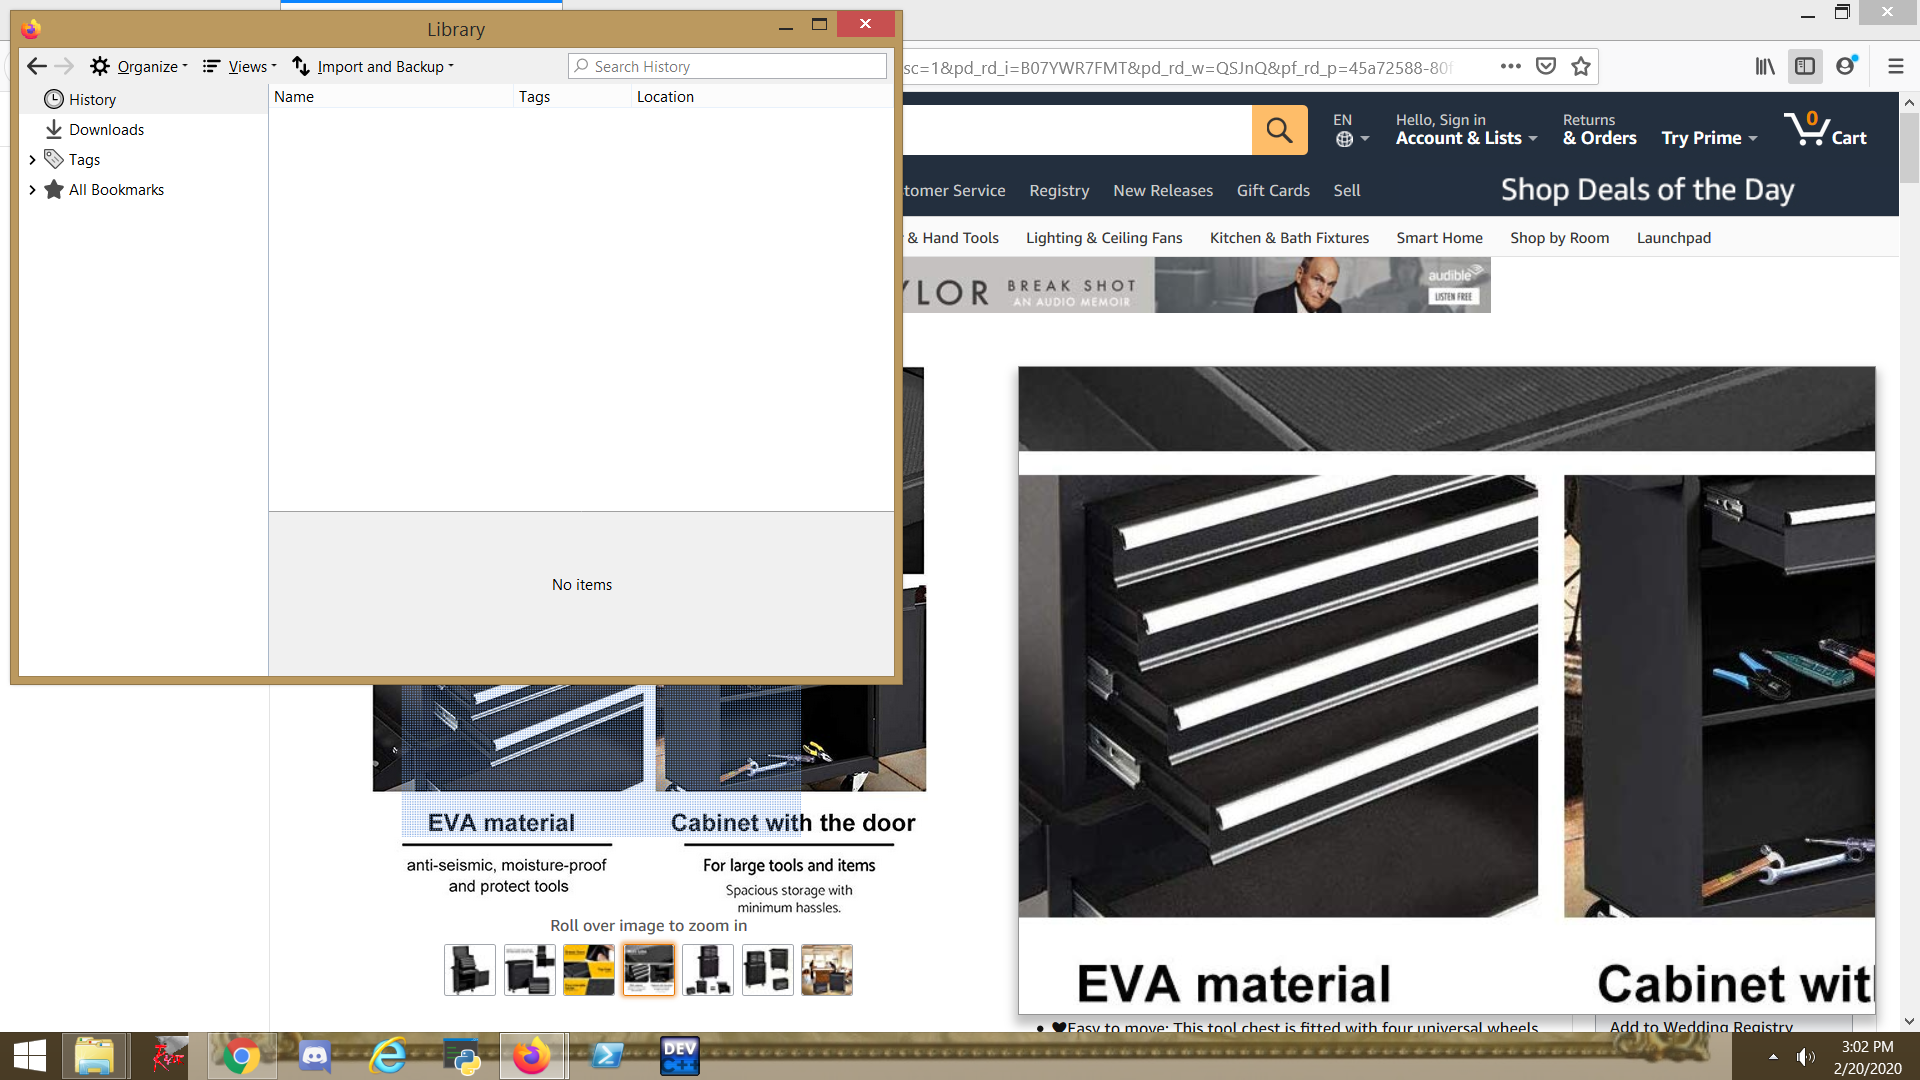 Library
Organize
Views
Import and Backup
Search History
History
Downloads
Tags
All Bookmarks
Name
Tags
Location
No items
sc=1&pd_rd_i=B07YWR7FMT&pd_rd_w=QSJnQ&pf_rd_p=45a72588-80f
EN
Hello, Sign in
Account & Lists
Returns
& Orders
Try Prime
0
Cart
tomer Service
Registry
New Releases
Gift Cards
Sell
Shop Deals of the Day
& Hand Tools
Lighting & Ceiling Fans
Kitchen & Bath Fixtures
Smart Home
Shop by Room
Launchpad
YLOR
BREAK SHOT
AN AUDIO MEMOIR
audible
LISTEN FREE
EVA material
anti-seismic, moisture-proof
and protect tools
Cabinet with the door
For large tools and items
Spacious storage with
minimum hassles.
Roll over image to zoom in
EVA material
Cabinet wit
Easy to move: This tool chest is fitted with four universal wheels
Add to Wedding Registry
DEV
C++
3:02 PM
2/20/2020